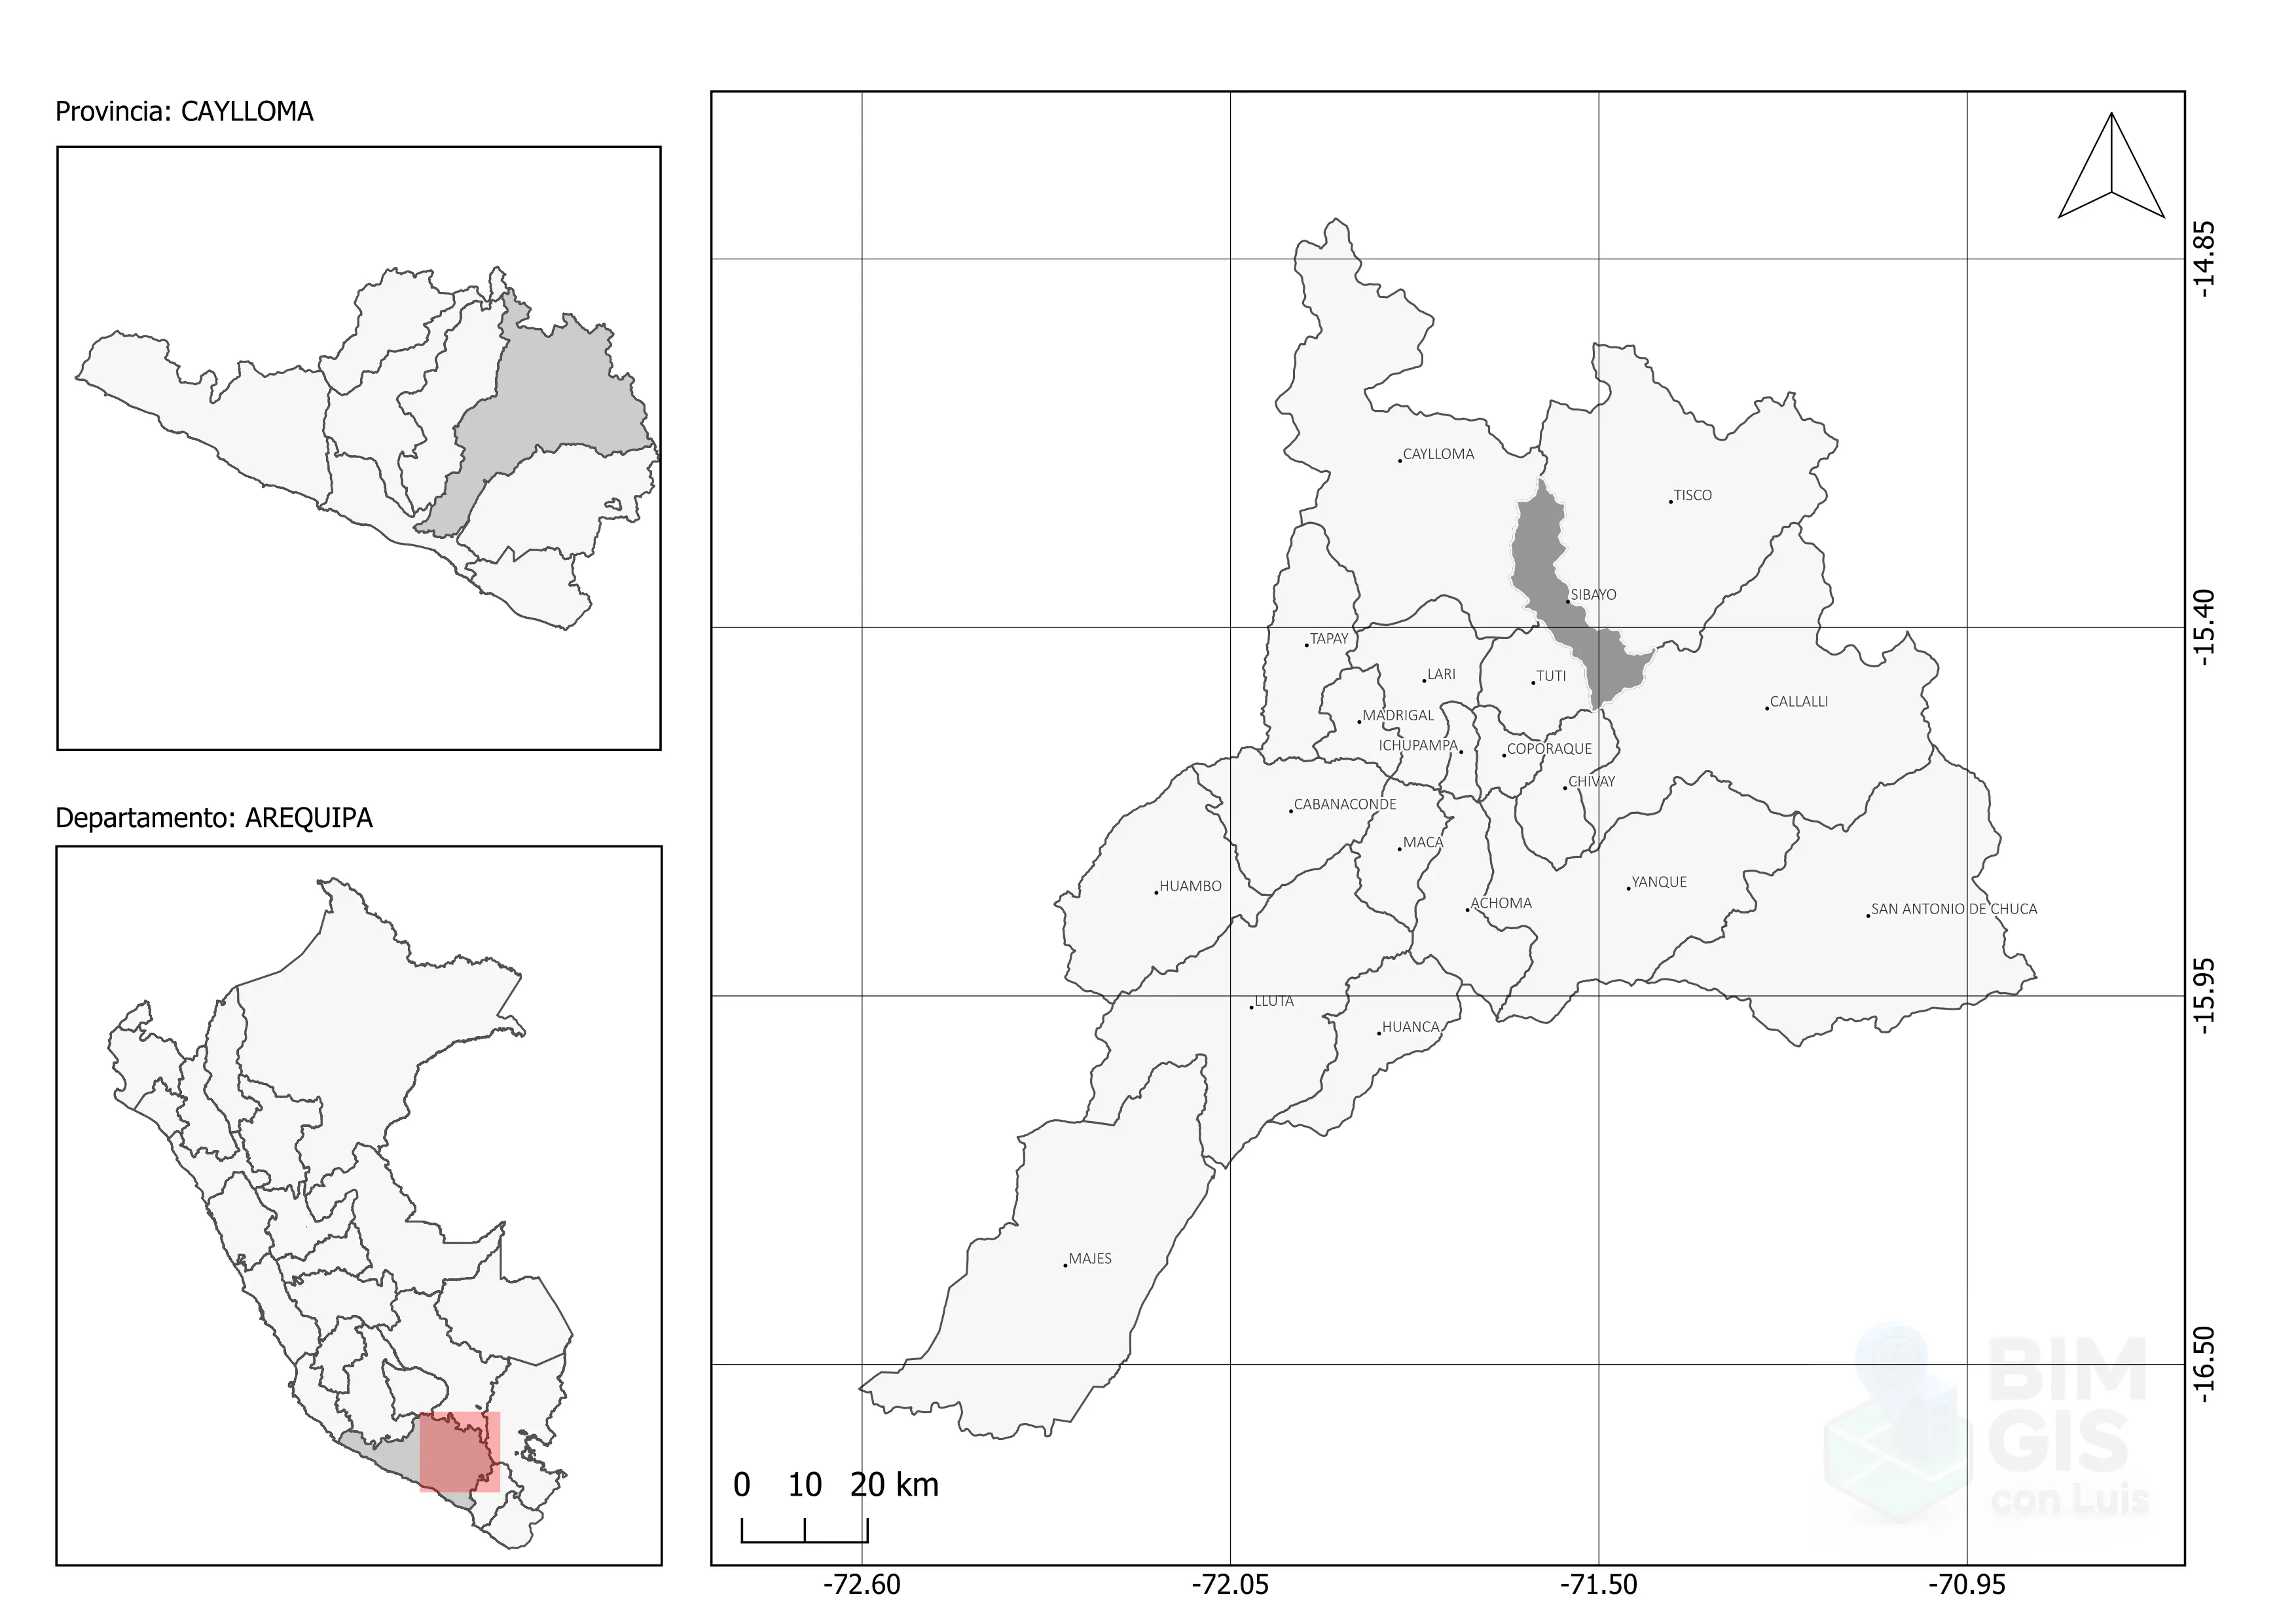 Provincia: CAYLLOMA
Departamento: AREQUIPA
CAYLLOMA
TISCO
SIBAYO
TAPAY
LARI
TUTI
CALLALLI
MADRIGAL
ICHUPAMPA
COPORAQUE
CHIVAY
CABANACONDE
MACA
HUAMBO
YANQUE
ACHOMA
SAN ANTONIO DE CHUCA
LLUTA
HUANCA
MAJES
-14.85
-15.40
-15.95
-16.50
0 10 20 km
-72.60 -72.05 -71.50 -70.95
BIM
GIS
con Luis